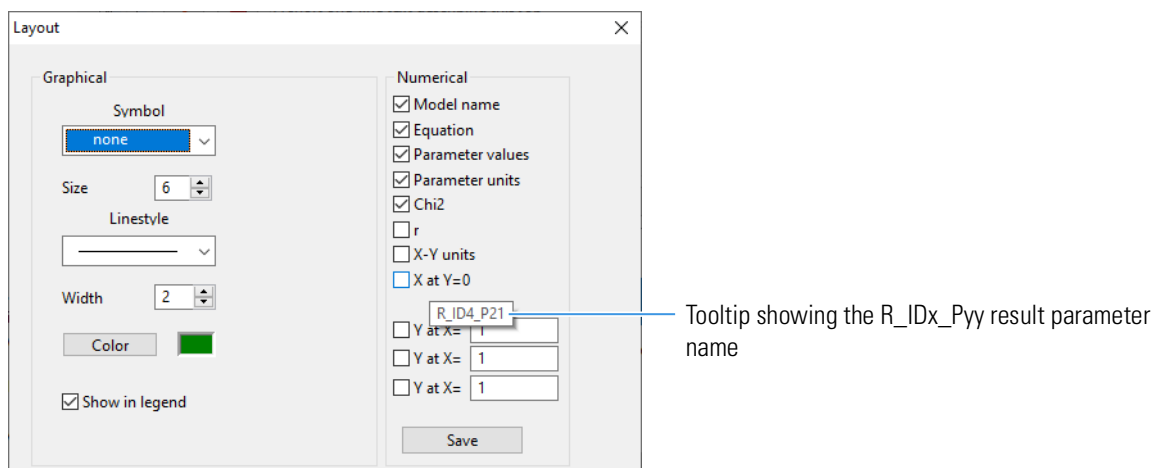 Layout
Graphical
Symbol
none
Size 6
Linestyle
Width 2
Color
Show in legend
Numerical
Model name
Equation
Parameter values
Parameter units
Chi2
r
X-Y units
X at Y=0
R_ID4_P21
Y at X= 1
Y at X= 1
Y at X= 1
Save
Tooltip showing the R_IDx_Pyy result parameter
name